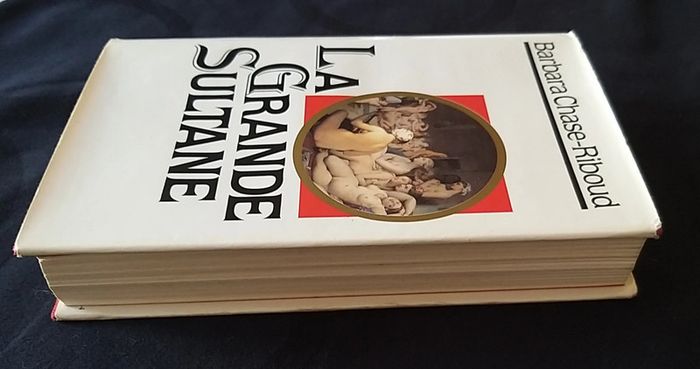 Barbara Chase-Riboud
LA
GRANDE
SULTANE